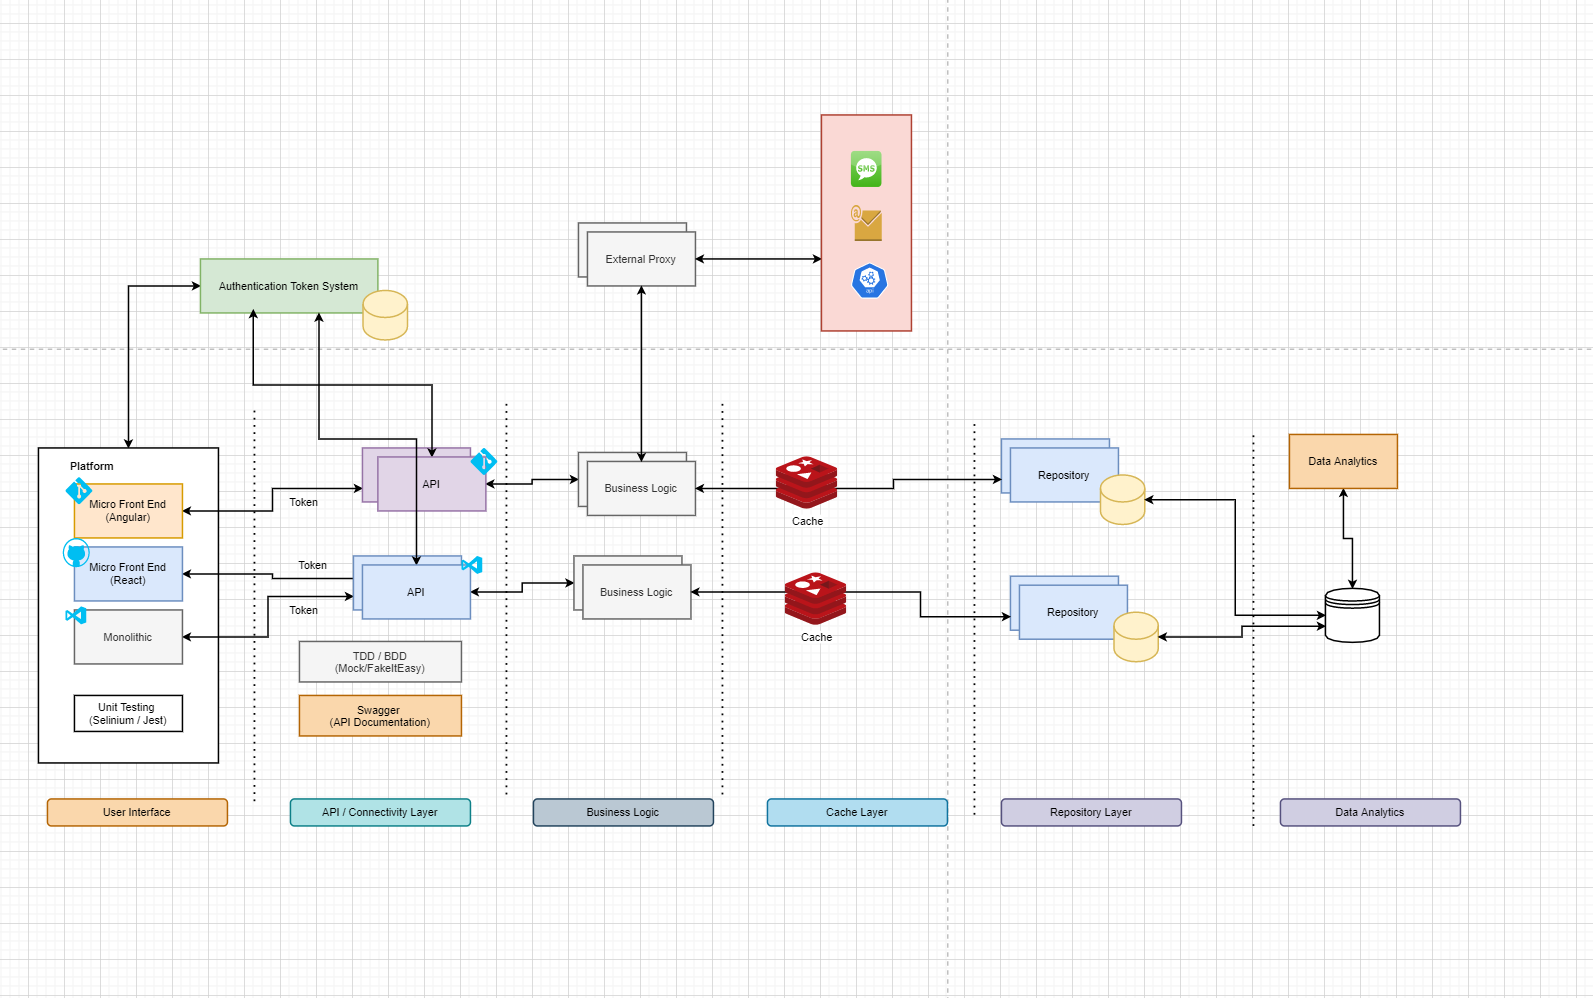 SMS
@
api
External Proxy
Authentication Token System
Platform
Micro Front End
(Angular)
Micro Front End
(React)
Monolithic
Unit Testing
(Selinium / Jest)
Token
Token
Token
API
API
TDD / BDD
(Mock/FakeItEasy)
Swagger
(API Documentation)
Business Logic
Business Logic
Cache
Cache
Repository
Repository
Data Analytics
User Interface
API / Connectivity Layer
Business Logic
Cache Layer
Repository Layer
Data Analytics